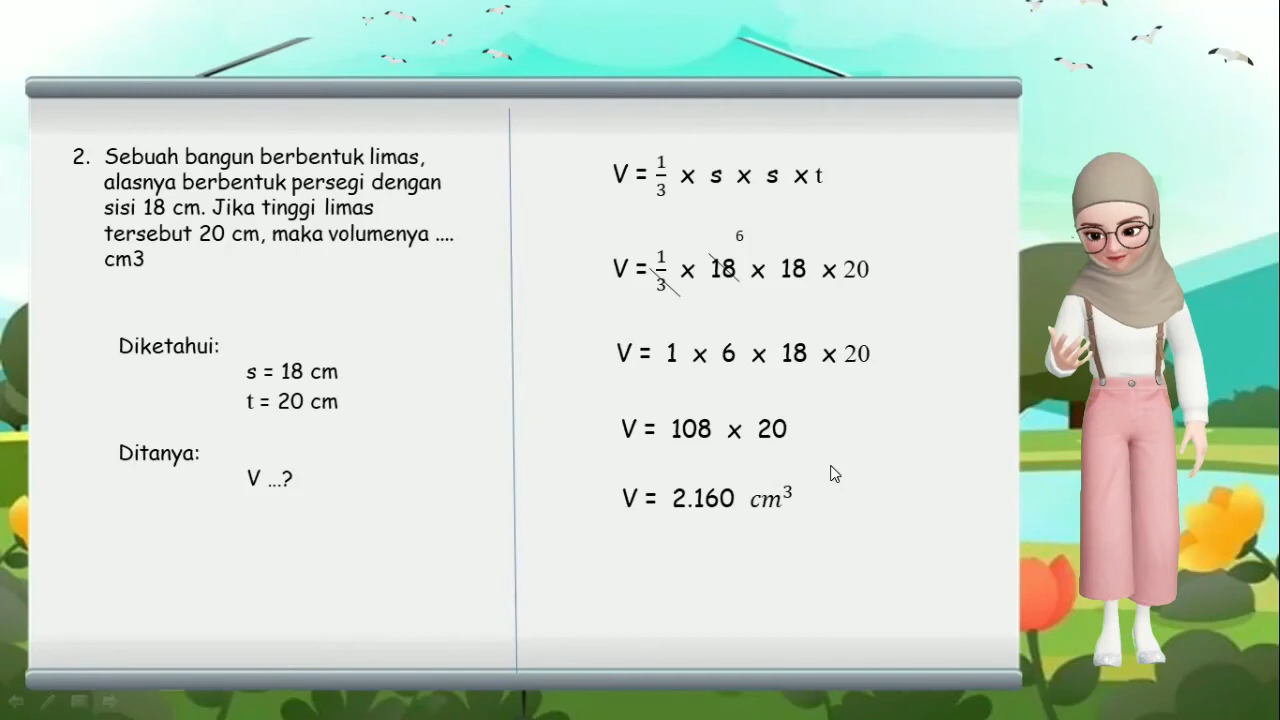 2. Sebuah bangun berbentuk limas,
alasnya berbentuk persegi dengan
sisi 18 cm. Jika tinggi limas
tersebut 20 cm, maka volumenya ....
cm3
Diketahui:
s = 18 cm
t = 20 cm
Ditanya:
V ...?
V = 1/3 x s x s x t
6
V = 1/3 x 18 x 18 x 20
V = 1 x 6 x 18 x 20
V = 108 x 20
V = 2.160 cm³